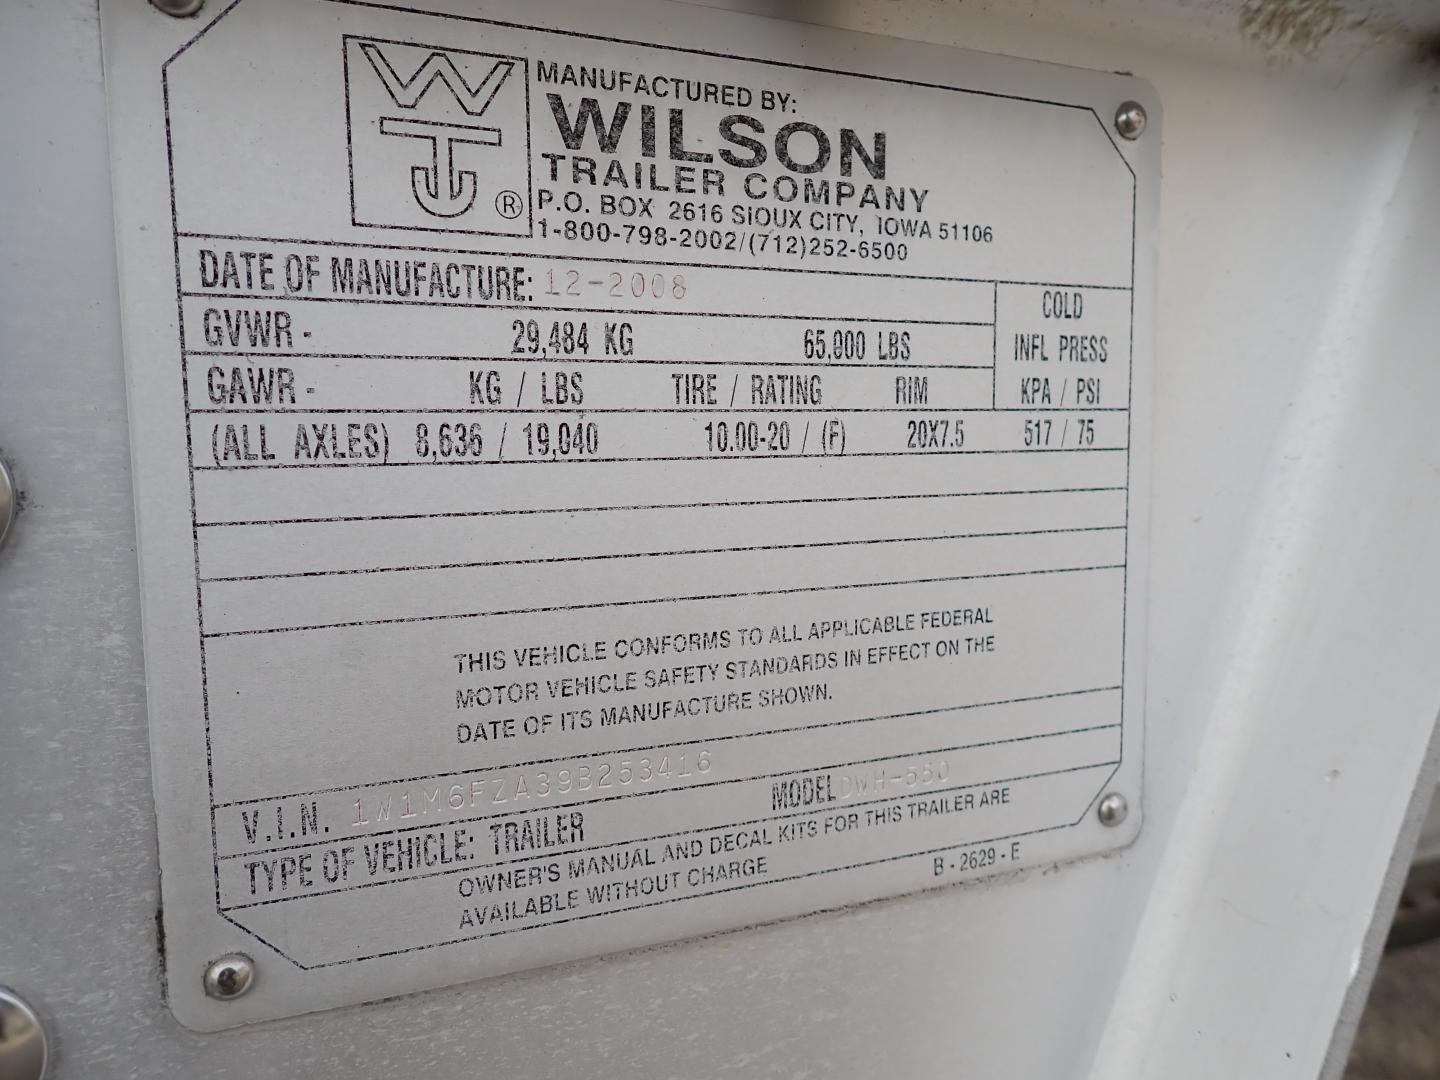 WTJ
®
MANUFACTURED BY:
WILSON
TRAILER COMPANY
P.O. BOX 2616 SIOUX CITY, IOWA 51106
1-800-798-2002/(712)252-6500
DATE OF MANUFACTURE: 12-2008
GVWR - 29,484 KG 65,000 LBS
COLD
INFL PRESS
GAWR - KG / LBS TIRE / RATING RIM KPA / PSI
(ALL AXLES) 8,636 / 19,040 10.00-20 / (F) 20X7.5 517 / 75
THIS VEHICLE CONFORMS TO ALL APPLICABLE FEDERAL
MOTOR VEHICLE SAFETY STANDARDS IN EFFECT ON THE
DATE OF ITS MANUFACTURE SHOWN.
V.I.N. 1W1M6FZA39B253416
TYPE OF VEHICLE: TRAILER MODEL DWH-550
OWNER'S MANUAL AND DECAL KITS FOR THIS TRAILER ARE
AVAILABLE WITHOUT CHARGE
B - 2629 - E